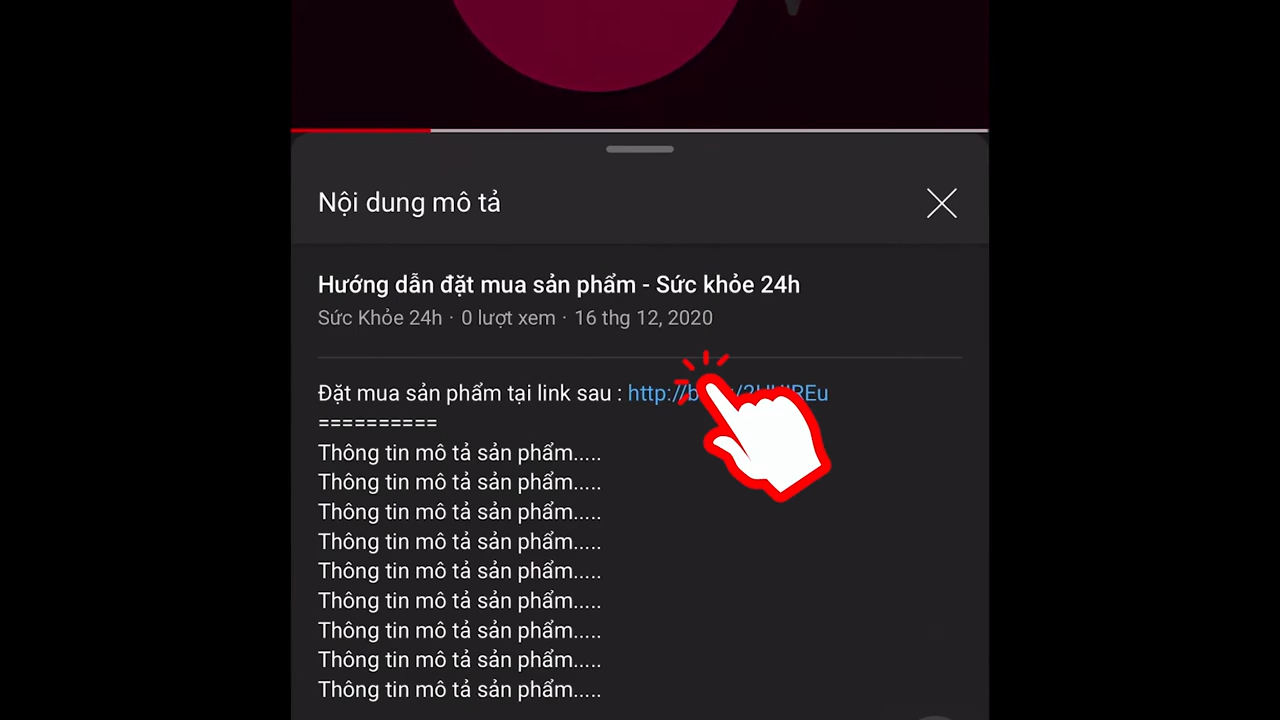 Nội dung mô tả
Hướng dẫn đặt mua sản phẩm - Sức khỏe 24h
Sức Khỏe 24h · 0 lượt xem · 16 thg 12, 2020
Đặt mua sản phẩm tại link sau :
==========
Thông tin mô tả sản phẩm.....
Thông tin mô tả sản phẩm.....
Thông tin mô tả sản phẩm.....
Thông tin mô tả sản phẩm.....
Thông tin mô tả sản phẩm.....
Thông tin mô tả sản phẩm.....
Thông tin mô tả sản phẩm.....
Thông tin mô tả sản phẩm.....
Thông tin mô tả sản phẩm.....